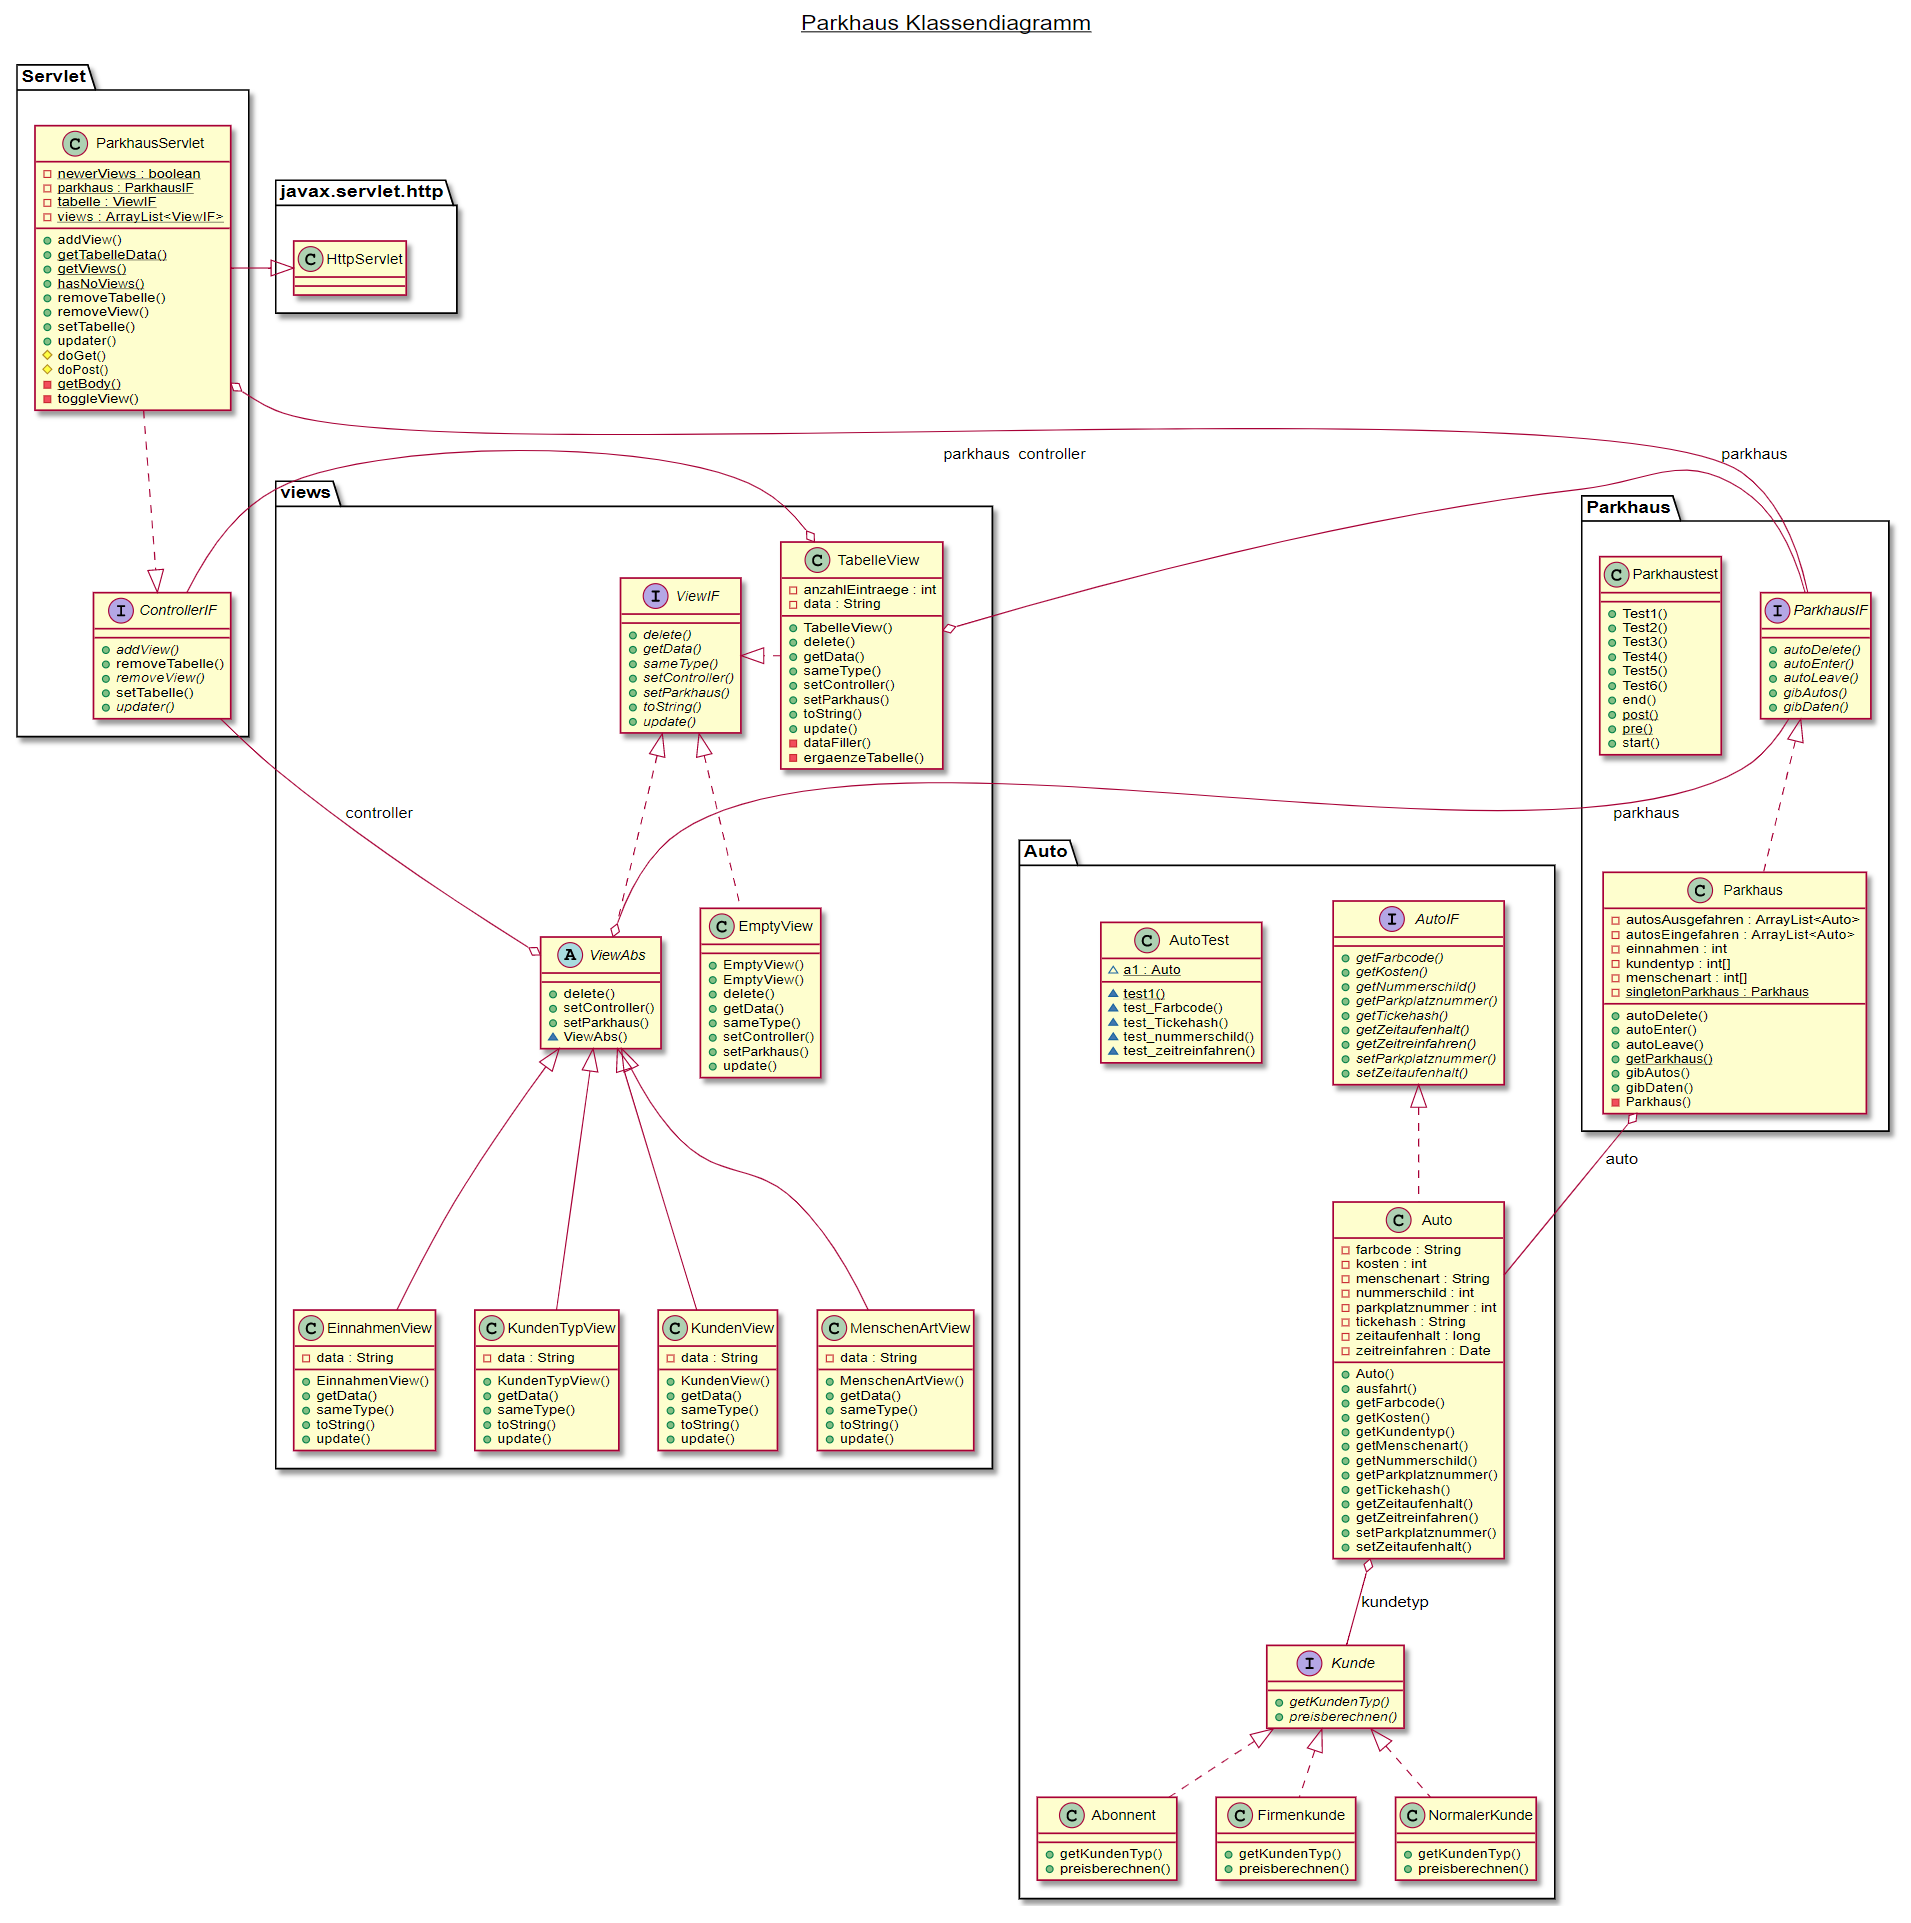 Parkhaus Klassendiagramm
Servlet
C ParkhausServlet
newerViews : boolean
parkhaus : ParkhausIF
tabelle : ViewIF
views : ArrayList<ViewIF>
addView()
getTabelleData()
getViews()
hasNoViews()
removeTabelle()
removeView()
setTabelle()
updater()
doGet()
doPost()
getBody()
toggleView()
I ControllerIF
addView()
removeTabelle()
removeView()
setTabelle()
updater()
javax.servlet.http
C HttpServlet
parkhaus controller
parkhaus
controller
parkhaus
views
I ViewIF
delete()
getData()
sameType()
setController()
setParkhaus()
toString()
update()
C TabelleView
anzahlEintraege : int
data : String
TabelleView()
delete()
getData()
sameType()
setController()
setParkhaus()
toString()
update()
dataFiller()
ergaenzeTabelle()
A ViewAbs
delete()
setController()
setParkhaus()
ViewAbs()
C EmptyView
EmptyView()
EmptyView()
delete()
getData()
sameType()
setController()
setParkhaus()
update()
C EinnahmenView
data : String
EinnahmenView()
getData()
sameType()
toString()
update()
C KundenTypView
data : String
KundenTypView()
getData()
sameType()
toString()
update()
C KundenView
data : String
KundenView()
getData()
sameType()
toString()
update()
C MenschenArtView
data : String
MenschenArtView()
getData()
sameType()
toString()
update()
Parkhaus
C Parkhaustest
Test1()
Test2()
Test3()
Test4()
Test5()
Test6()
end()
post()
pre()
start()
I ParkhausIF
autoDelete()
autoEnter()
autoLeave()
gibAutos()
gibDaten()
C Parkhaus
autosAusgefahren : ArrayList<Auto>
autosEingefahren : ArrayList<Auto>
einnahmen : int
kundentyp : int[]
menschenart : int[]
singletonParkhaus : Parkhaus
autoDelete()
autoEnter()
autoLeave()
getParkhaus()
gibAutos()
gibDaten()
Parkhaus()
auto
Auto
C AutoTest
a1 : Auto
test1()
test_Farbcode()
test_Tickehash()
test_nummerschild()
test_zeitreinfahren()
I AutoIF
getFarbcode()
getKosten()
getNummerschild()
getParkplatznummer()
getTickehash()
getZeitaufenhalt()
getZeitreinfahren()
setParkplatznummer()
setZeitaufenhalt()
C Auto
farbcode : String
kosten : int
menschenart : String
nummerschild : int
parkplatznummer : int
tickehash : String
zeitaufenhalt : long
zeitreinfahren : Date
Auto()
ausfahrt()
getFarbcode()
getKosten()
getKundentyp()
getMenschenart()
getNummerschild()
getParkplatznummer()
getTickehash()
getZeitaufenhalt()
getZeitreinfahren()
setParkplatznummer()
setZeitaufenhalt()
kundetyp
I Kunde
getKundenTyp()
preisberechnen()
C Abonnent
getKundenTyp()
preisberechnen()
C Firmenkunde
getKundenTyp()
preisberechnen()
C NormalerKunde
getKundenTyp()
preisberechnen()